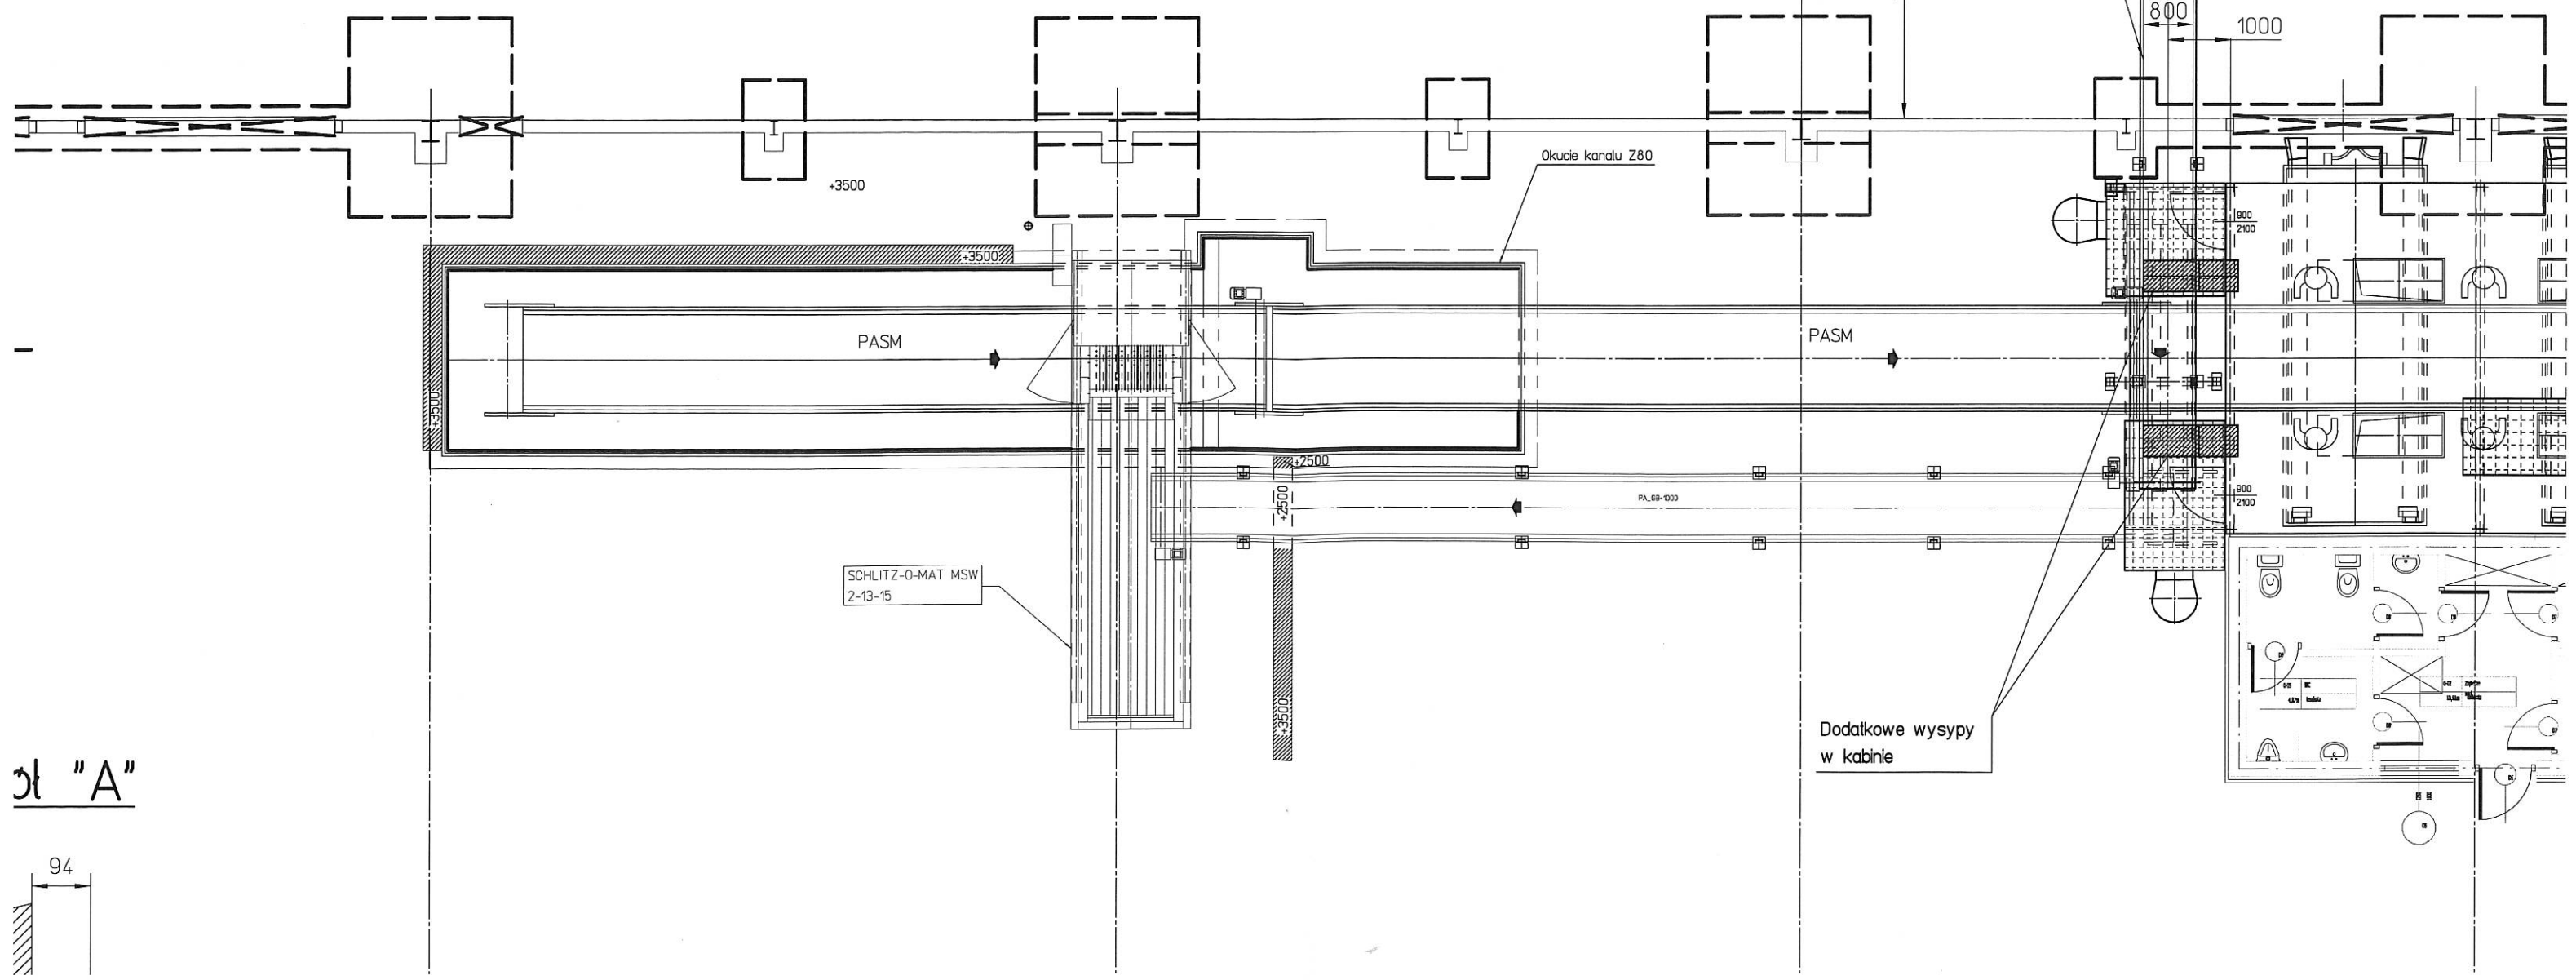 800
1000
Okucie kanalu Z80
+3500
900
2100
+3500
PASM
PASM
+3500
+2500
+2500
PA_GB-1000
900
2100
SCHLITZ-O-MAT MSW
2-13-15
+3500
Dodatkowe wysypy
w kabinie
ół "A"
94